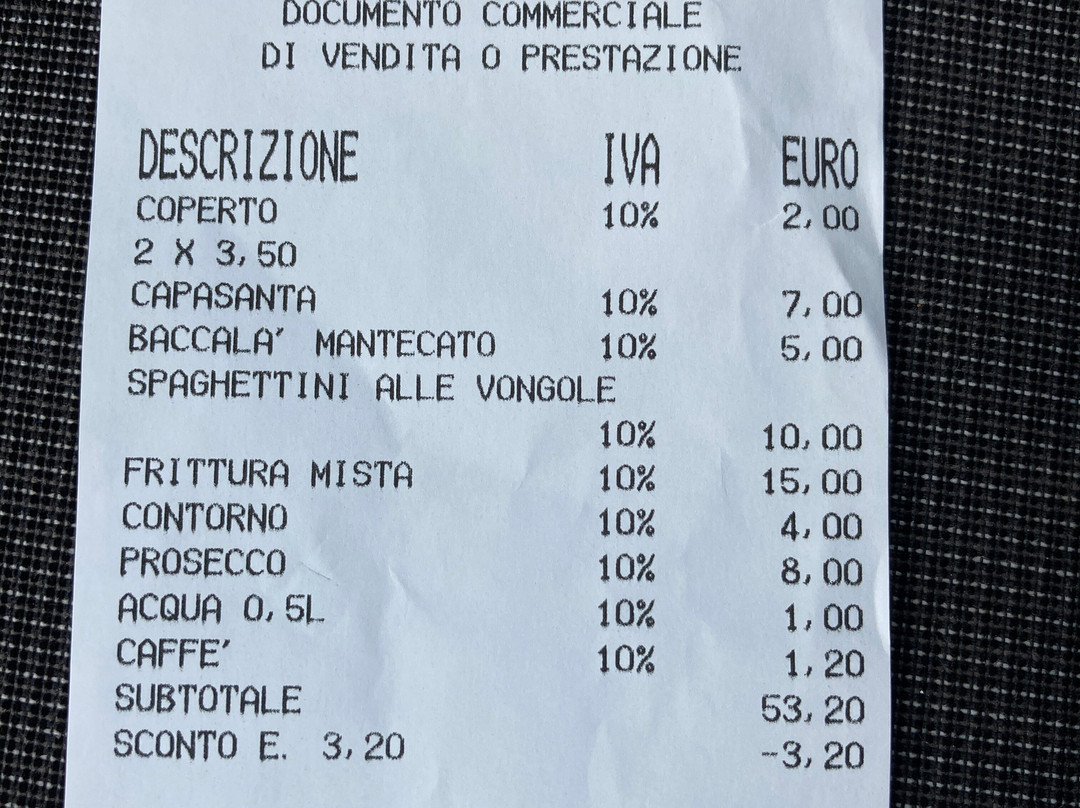 DOCUMENTO COMMERCIALE
DI VENDITA O PRESTAZIONE
DESCRIZIONE IVA EURO
COPERTO 10% 2,00
2 X 3,50
CAPASANTA 10% 7,00
BACCALA' MANTECATO 10% 5,00
SPAGHETTINI ALLE VONGOLE
10% 10,00
FRITTURA MISTA 10% 15,00
CONTORNO 10% 4,00
PROSECCO 10% 8,00
ACQUA 0,5L 10% 1,00
CAFFE' 10% 1,20
SUBTOTALE 53,20
SCONTO E. 3,20 -3,20